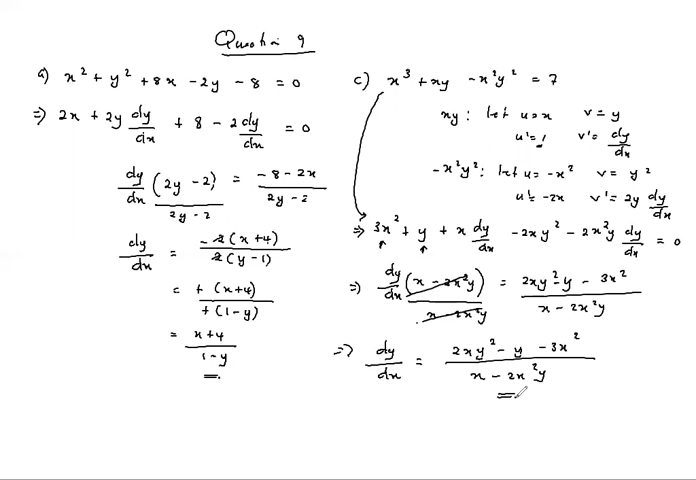 Question 9
a) x² + y² + 8x - 2y - 8 = 0
=> 2x + 2y dy/dx + 8 - 2 dy/dx = 0
dy/dx (2y - 2) / 2y - 2 = -8 - 2x / 2y - 2
dy/dx = -2(x+4) / 2(y-1)
= +(x+4) / +(1-y)
= x+4 / 1-y
c) x³ + xy - x²y² = 7
xy : let u=x v = y
u'=1 v' = dy/dx
-x²y² : let u = -x² v = y²
u' = -2x v' = 2y dy/dx
=> 3x² + y + x dy/dx - 2xy² - 2x²y dy/dx = 0
=> dy/dx (x - 2x²y) / x - 2x²y = 2xy² - y - 3x² / x - 2x²y
=> dy/dx = 2xy² - y - 3x² / x - 2x²y